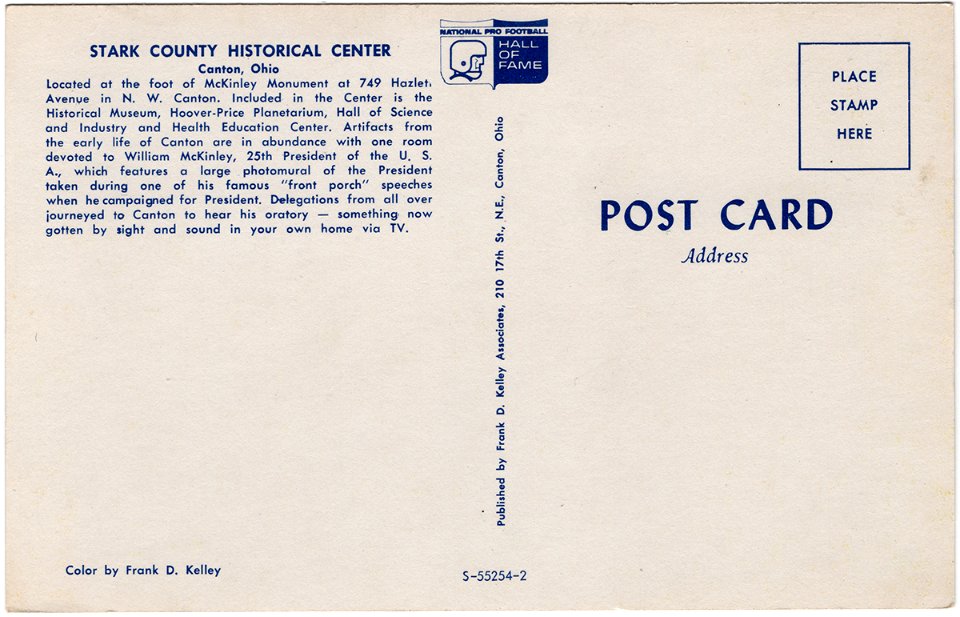 STARK COUNTY HISTORICAL CENTER
Canton, Ohio
Located at the foot of McKinley Monument at 749 Hazlet
Avenue in N. W. Canton. Included in the Center is the
Historical Museum, Hoover-Price Planetarium, Hall of Science
and Industry and Health Education Center. Artifacts from
the early life of Canton are in abundance with one room
devoted to William McKinley, 25th President of the U. S.
A., which features a large photomural of the President
taken during one of his famous "front porch" speeches
when he campaigned for President. Delegations from all over
journeyed to Canton to hear his oratory — something now
gotten by sight and sound in your own home via TV.
Color by Frank D. Kelley
NATIONAL PRO FOOTBALL
HALL
OF
FAME
Published by Frank D. Kelley Associates, 210 17th St., N.E., Canton, Ohio
S-55254-2
PLACE
STAMP
HERE
POST CARD
Address